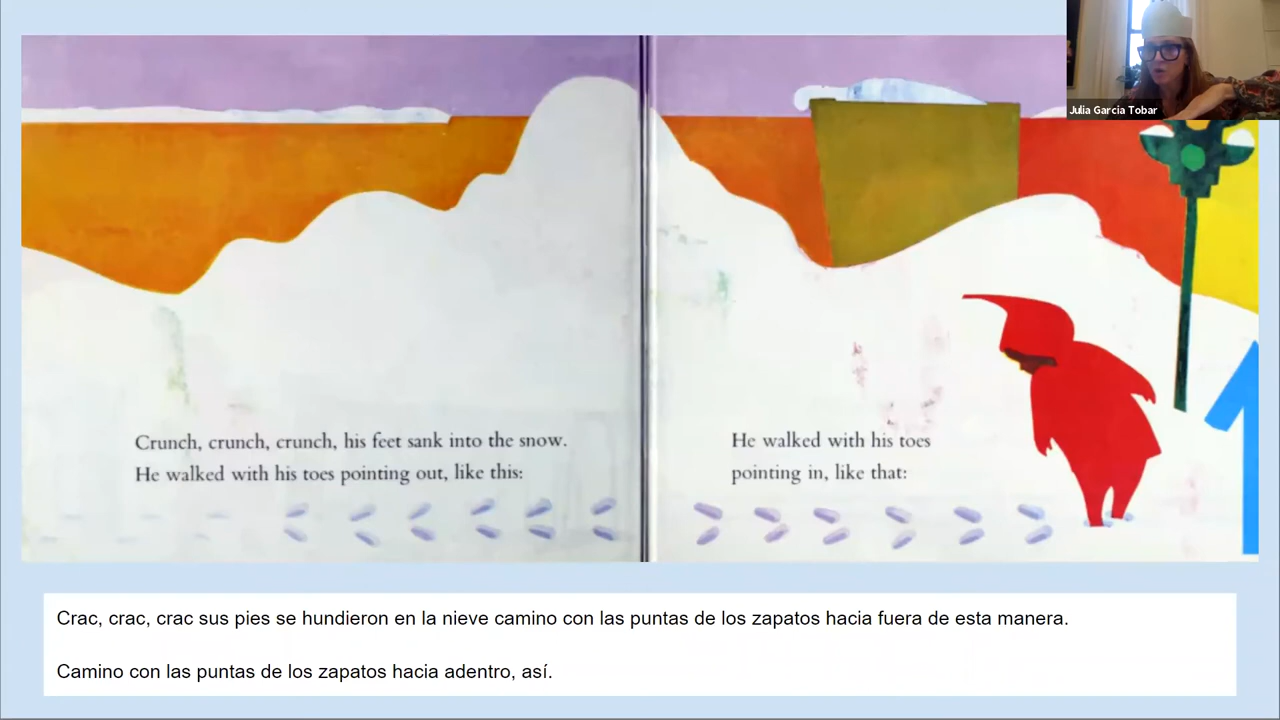 Julia Garcia Tobar
Crunch, crunch, crunch, his feet sank into the snow.
He walked with his toes pointing out, like this:
He walked with his toes
pointing in, like that:
Crac, crac, crac sus pies se hundieron en la nieve camino con las puntas de los zapatos hacia fuera de esta manera.
Camino con las puntas de los zapatos hacia adentro, así.